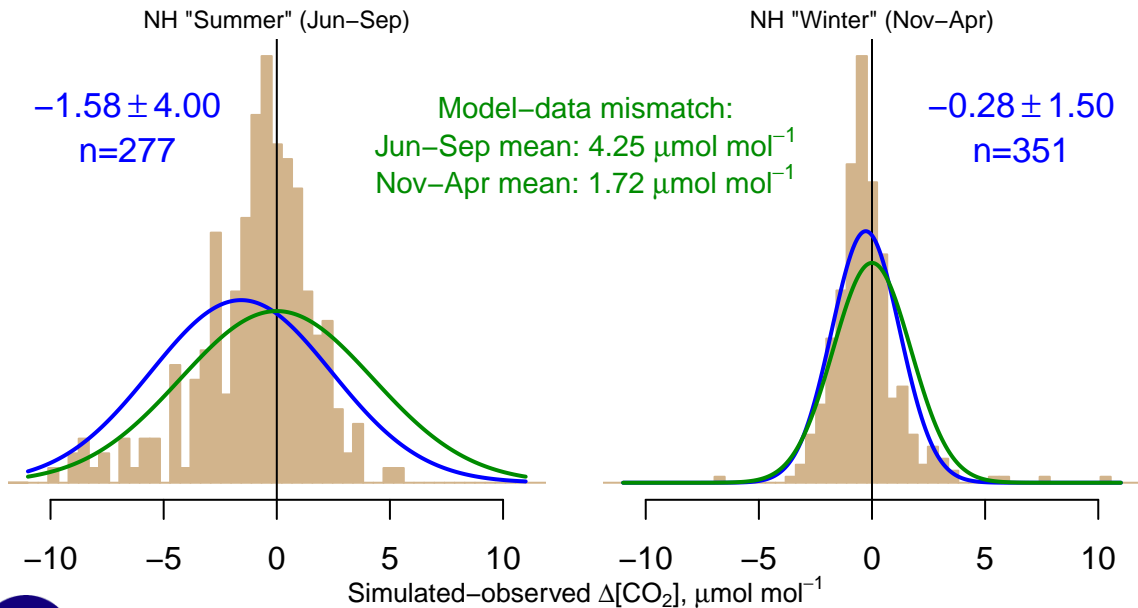 NH "Summer" (Jun−Sep)
NH "Winter" (Nov−Apr)
−1.58 ± 4.00
n=277
Model−data mismatch:
Jun−Sep mean: 4.25 μmol mol⁻¹
Nov−Apr mean: 1.72 μmol mol⁻¹
−0.28 ± 1.50
n=351
−10 −5 0 5 10
−10 −5 0 5 10
Simulated−observed Δ[CO₂], μmol mol⁻¹